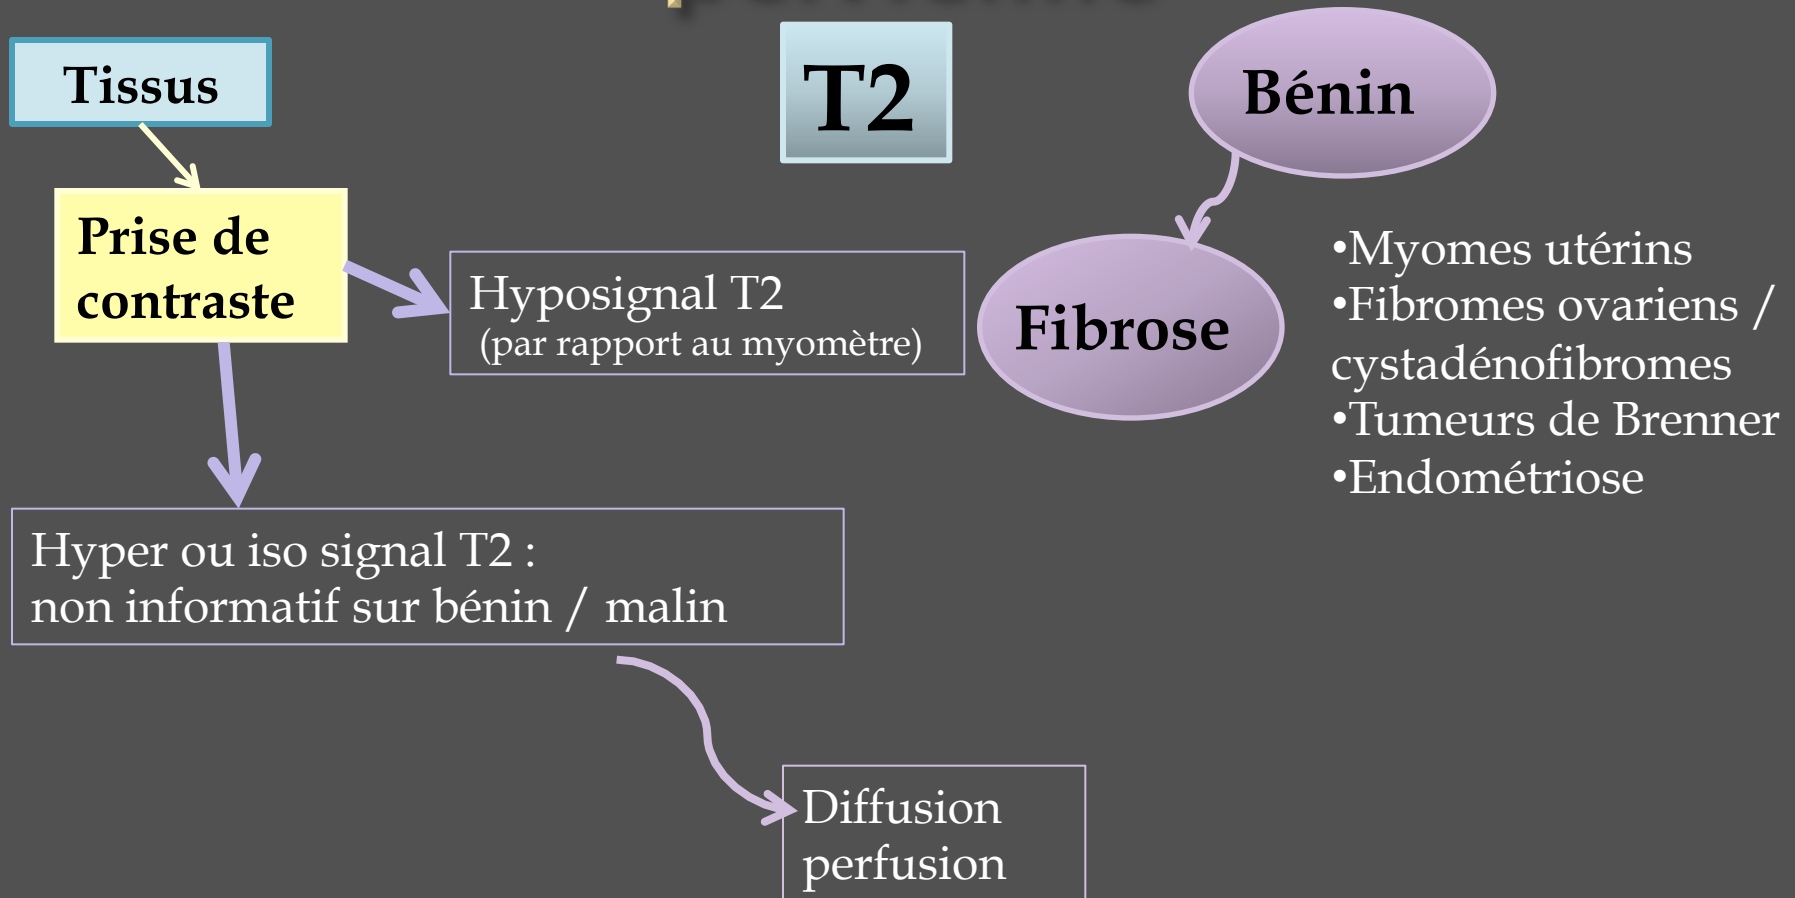 Tissus
T2
Bénin
Prise de
contraste
Hyposignal T2
(par rapport au myomètre)
Fibrose
•Myomes utérins
•Fibromes ovariens /
cystadénofibromes
•Tumeurs de Brenner
•Endométriose
Hyper ou iso signal T2 :
non informatif sur bénin / malin
Diffusion
perfusion